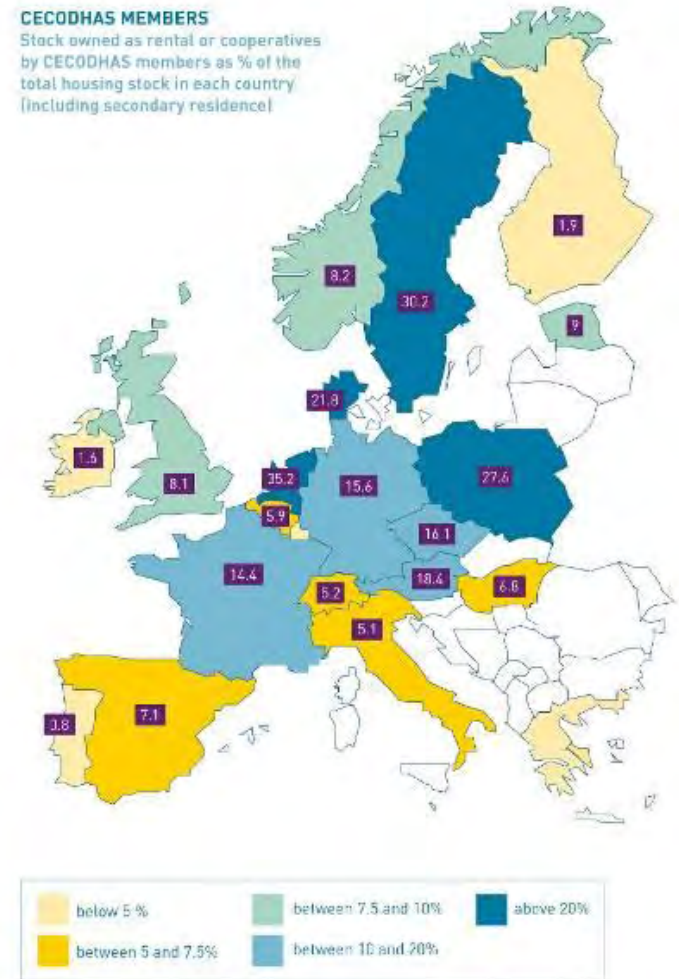 CECODHAS MEMBERS
Stock owned as rental or cooperatives
by CECODHAS members as % of the
total housing stock in each country
(including secondary residence)
1.9
8.2
30.2
9
21.8
1.6
8.1
35.2
15.6
27.6
5.9
16.1
14.4
18.4
5.2
6.8
5.1
7.1
below 5 %
between 7.5 and 10%
above 20%
between 5 and 7.5%
between 10 and 20%